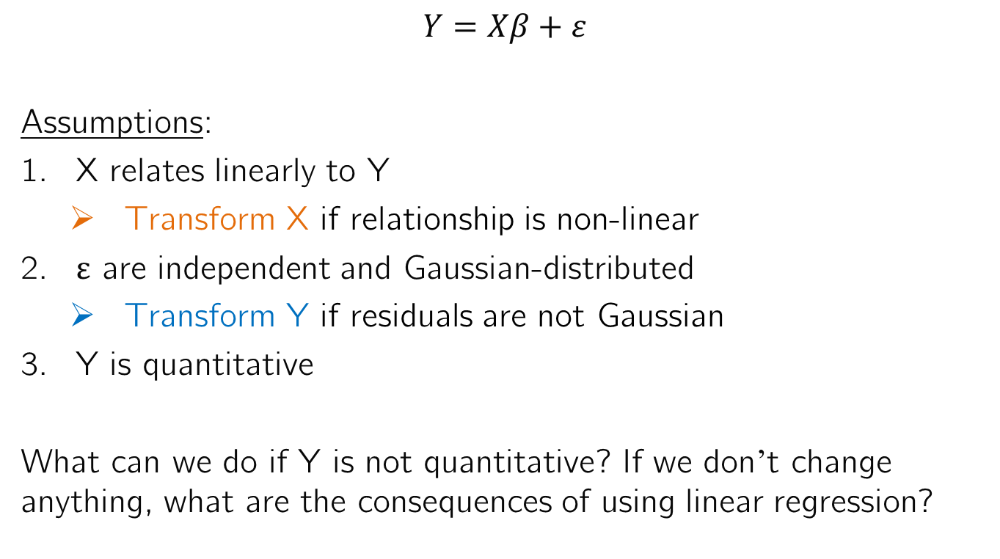 Y = Xβ + ε
Assumptions:
1. X relates linearly to Y
➢ Transform X if relationship is non-linear
2. ε are independent and Gaussian-distributed
➢ Transform Y if residuals are not Gaussian
3. Y is quantitative
What can we do if Y is not quantitative? If we don’t change
anything, what are the consequences of using linear regression?